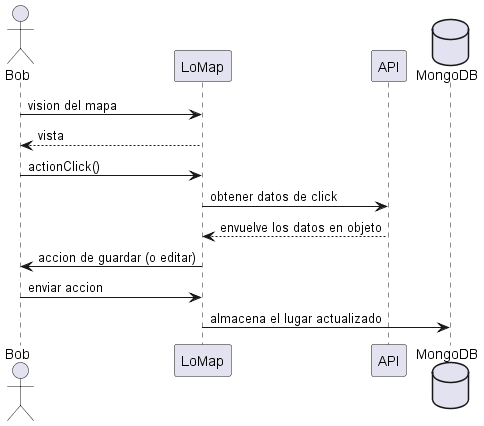 Bob
LoMap
API
MongoDB
vision del mapa
vista
actionClick()
obtener datos de click
envuelve los datos en objeto
accion de guardar (o editar)
enviar accion
almacena el lugar actualizado
Bob
LoMap
API
MongoDB